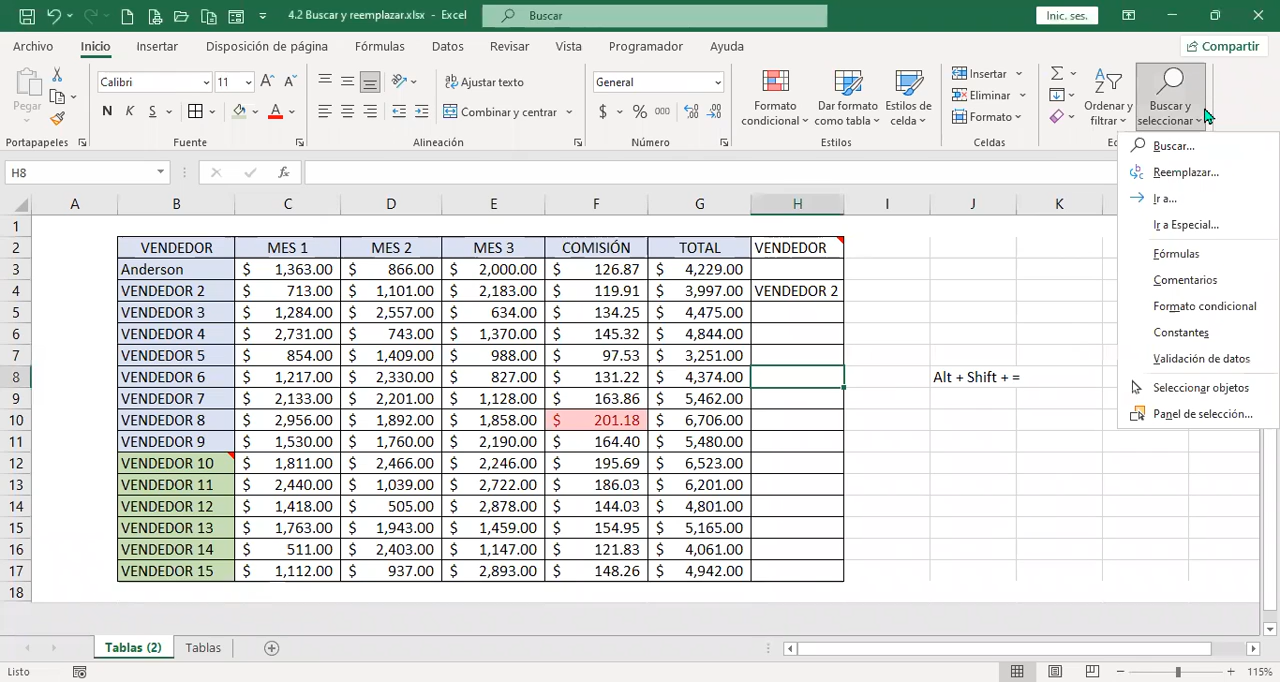 4.2 Buscar y reemplazar.xlsx - Excel
Buscar
Inic. ses.
Archivo Inicio Insertar Disposición de página Fórmulas Datos Revisar Vista Programador Ayuda
Compartir
Pegar
Portapapeles
Calibri 11
N K S
Fuente
Ajustar texto
Combinar y centrar
Alineación
General
$ % 000
Número
Formato condicional
Dar formato como tabla
Estilos de celda
Estilos
Insertar
Eliminar
Formato
Celdas
Ordenar y filtrar
Buscar y seleccionar
Buscar...
Reemplazar...
Ir a...
Ir a Especial...
Fórmulas
Comentarios
Formato condicional
Constantes
Validación de datos
Seleccionar objetos
Panel de selección...
H8
fx
A B C D E F G H I J K
1
2 VENDEDOR MES 1 MES 2 MES 3 COMISIÓN TOTAL VENDEDOR
3 Anderson $ 1,363.00 $ 866.00 $ 2,000.00 $ 126.87 $ 4,229.00
4 VENDEDOR 2 $ 713.00 $ 1,101.00 $ 2,183.00 $ 119.91 $ 3,997.00 VENDEDOR 2
5 VENDEDOR 3 $ 1,284.00 $ 2,557.00 $ 634.00 $ 134.25 $ 4,475.00
6 VENDEDOR 4 $ 2,731.00 $ 743.00 $ 1,370.00 $ 145.32 $ 4,844.00
7 VENDEDOR 5 $ 854.00 $ 1,409.00 $ 988.00 $ 97.53 $ 3,251.00
8 VENDEDOR 6 $ 1,217.00 $ 2,330.00 $ 827.00 $ 131.22 $ 4,374.00 Alt + Shift + =
9 VENDEDOR 7 $ 2,133.00 $ 2,201.00 $ 1,128.00 $ 163.86 $ 5,462.00
10 VENDEDOR 8 $ 2,956.00 $ 1,892.00 $ 1,858.00 $ 201.18 $ 6,706.00
11 VENDEDOR 9 $ 1,530.00 $ 1,760.00 $ 2,190.00 $ 164.40 $ 5,480.00
12 VENDEDOR 10 $ 1,811.00 $ 2,466.00 $ 2,246.00 $ 195.69 $ 6,523.00
13 VENDEDOR 11 $ 2,440.00 $ 1,039.00 $ 2,722.00 $ 186.03 $ 6,201.00
14 VENDEDOR 12 $ 1,418.00 $ 505.00 $ 2,878.00 $ 144.03 $ 4,801.00
15 VENDEDOR 13 $ 1,763.00 $ 1,943.00 $ 1,459.00 $ 154.95 $ 5,165.00
16 VENDEDOR 14 $ 511.00 $ 2,403.00 $ 1,147.00 $ 121.83 $ 4,061.00
17 VENDEDOR 15 $ 1,112.00 $ 937.00 $ 2,893.00 $ 148.26 $ 4,942.00
18
Tablas (2) Tablas
Listo
115%